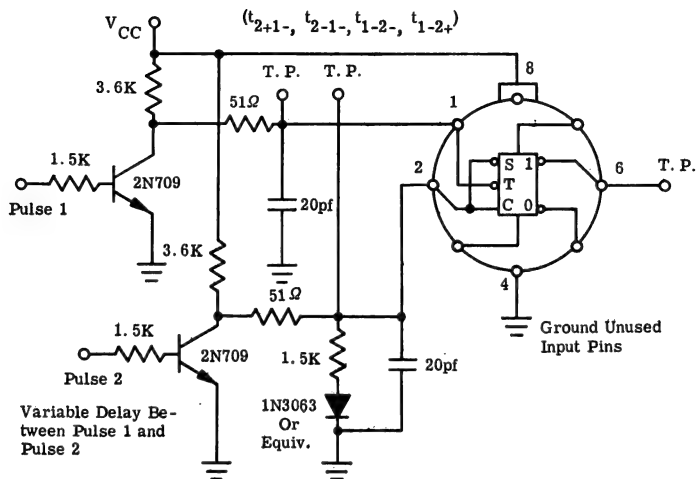 (t2+1-, t2-1-, t1-2-, t1-2+)
VCC
T. P. T. P.
8
3.6K
51Ω
1
1.5K
2N709
2
S 1
T
C 0
6
T. P.
Pulse 1
20pf
3.6K
4
51Ω
Ground Unused
Input Pins
1.5K
2N709
1.5K
20pf
Pulse 2
1N3063
Or
Equiv.
Variable Delay Be-
tween Pulse 1 and
Pulse 2